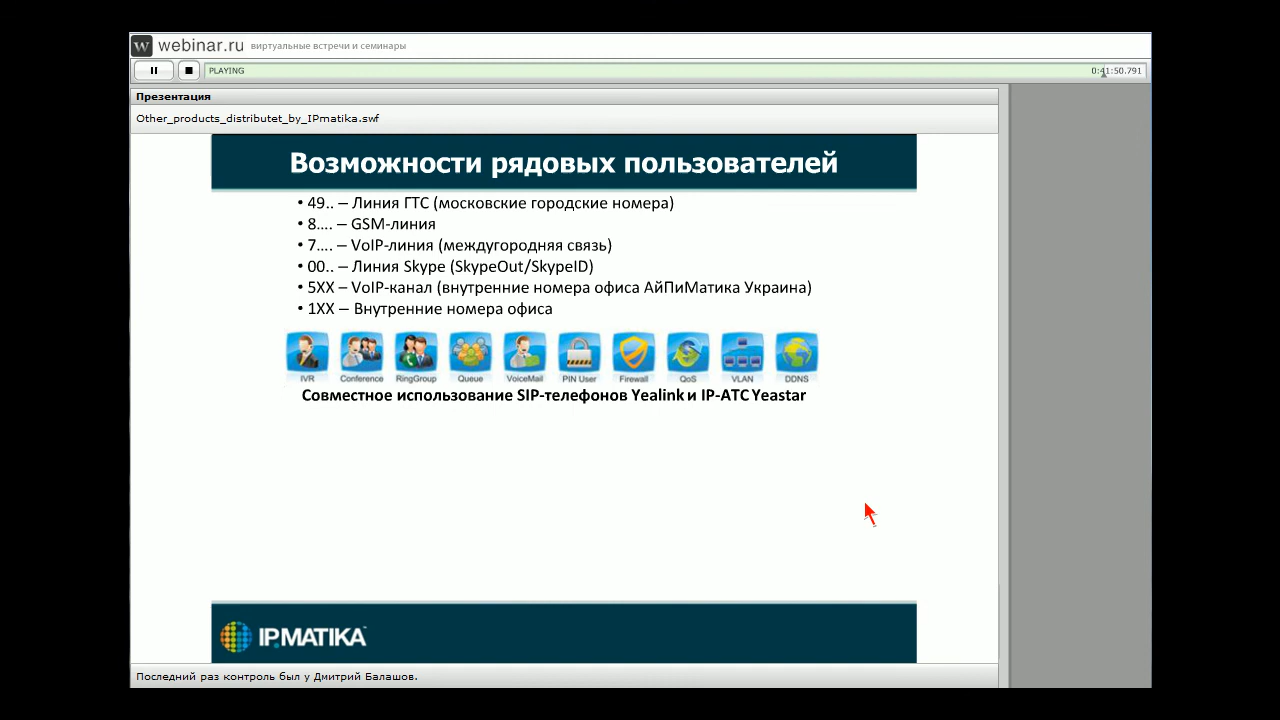 W webinar.ru виртуальные встречи и семинары
PLAYING 0:41:50.791
Презентация
Other_products_distributet_by_IPmatika.swf
Возможности рядовых пользователей
• 49.. – Линия ГТС (московские городские номера)
• 8.... – GSM-линия
• 7.... – VoIP-линия (междугородняя связь)
• 00.. – Линия Skype (SkypeOut/SkypeID)
• 5XX – VoIP-канал (внутренние номера офиса АйПиМатика Украина)
• 1XX – Внутренние номера офиса
IVR Conference RingGroup Queue VoiceMail PIN User Firewall QoS VLAN DDNS
Совместное использование SIP-телефонов Yealink и IP-АТС Yeastar
IPMATIKA
Последний раз контроль был у Дмитрий Балашов.